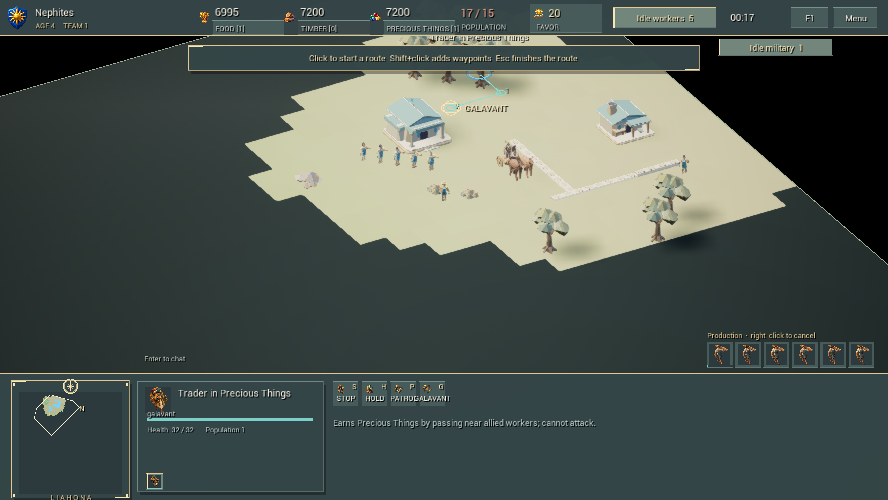 Nephites
AGE 4 TEAM 1
6995
FOOD [1]
7200
TIMBER [0]
7200
PRECIOUS THINGS [1]
17 / 15
POPULATION
20
FAVOR
Idle workers 5
00:17
F1
Menu
Trader in Precious Things
Idle military 1
Click to start a route Shift+click adds waypoints Esc finishes the route
GALAVANT
Production · right click to cancel
Enter to chat
N
LIAHONA
Trader in Precious Things
galavant
Health 32 / 32 Population 1
S
STOP
H
HOLD
P
PATROL
G
GALAVANT
Earns Precious Things by passing near allied workers; cannot attack.